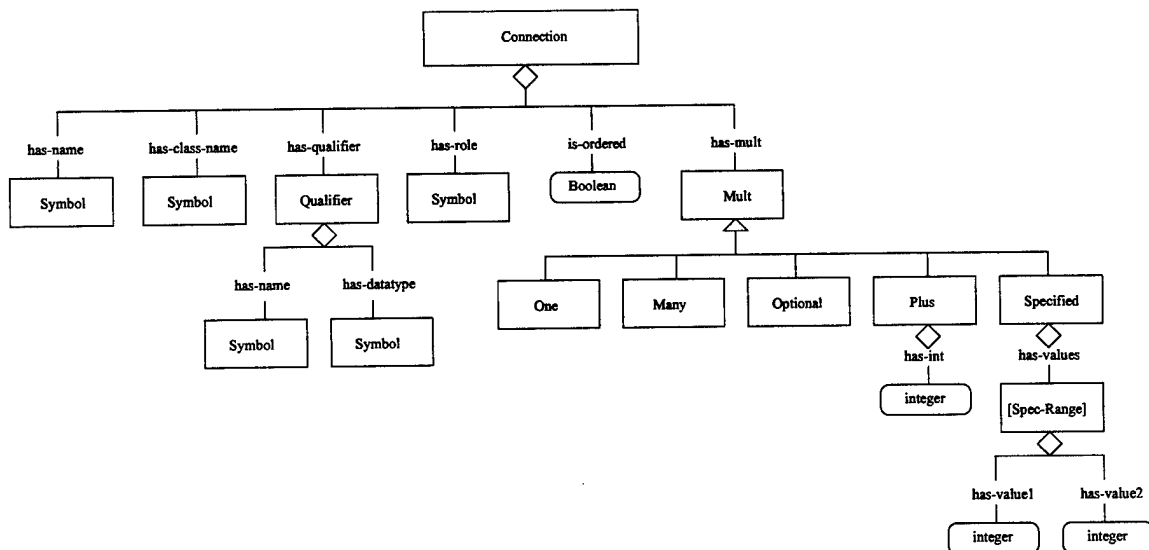 Connection
has-name
has-class-name
has-qualifier
has-role
is-ordered
has-mult
Symbol
Symbol
Qualifier
Symbol
Boolean
Mult
has-name
has-datatype
Symbol
Symbol
One
Many
Optional
Plus
Specified
has-int
has-values
integer
[Spec-Range]
has-value1
has-value2
integer
integer